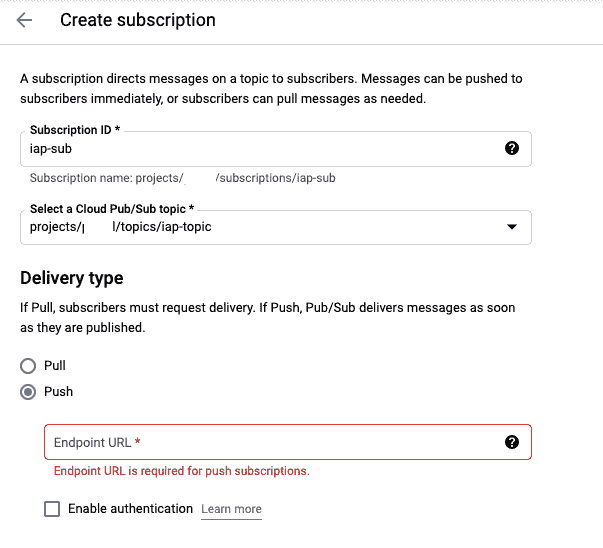 Create subscription
A subscription directs messages on a topic to subscribers. Messages can be pushed to
subscribers immediately, or subscribers can pull messages as needed.
Subscription ID *
iap-sub
Subscription name: projects/ /subscriptions/iap-sub
Select a Cloud Pub/Sub topic *
projects/ /topics/iap-topic
Delivery type
If Pull, subscribers must request delivery. If Push, Pub/Sub delivers messages as soon
as they are published.
Pull
Push
Endpoint URL *
Endpoint URL is required for push subscriptions.
Enable authentication Learn more